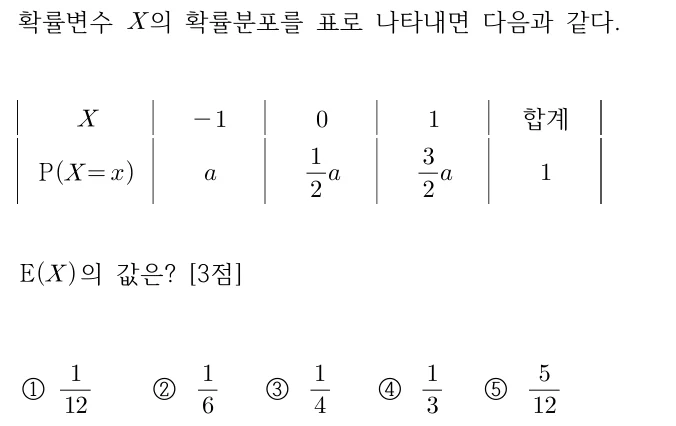 확률변수 X의 확률분포를 표로 나타내면 다음과 같다.
X -1 0 1 합계
P(X=x) a 1/2 a 3/2 a 1
E(X)의 값은? [3점]
① 1/12 ② 1/6 ③ 1/4 ④ 1/3 ⑤ 5/12